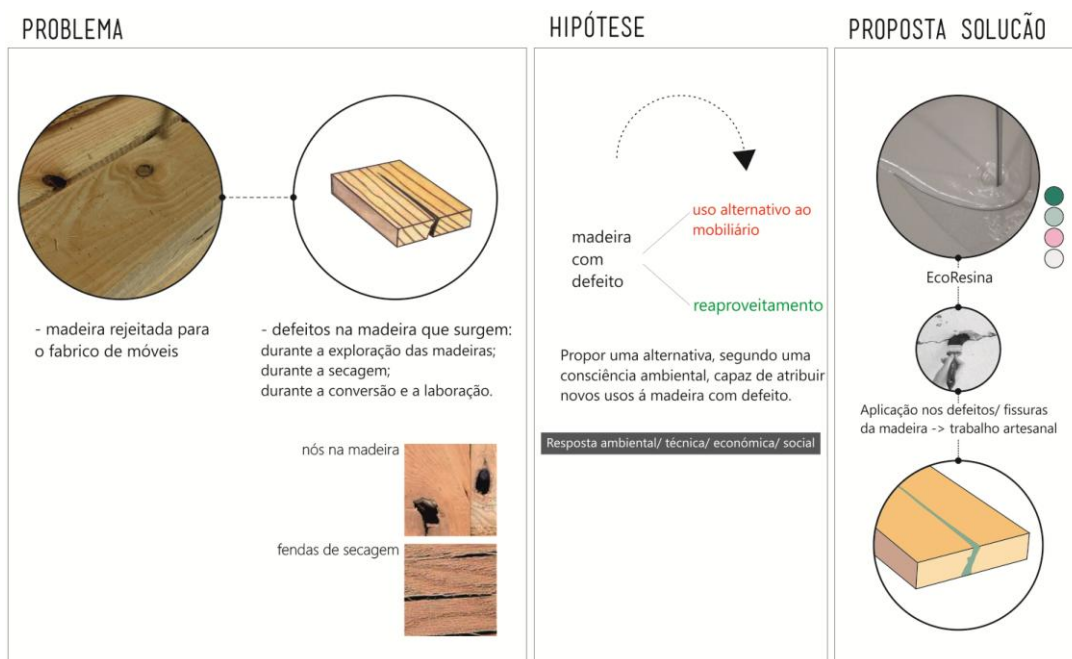 PROBLEMA
- madeira rejeitada para
o fabrico de móveis
- defeitos na madeira que surgem:
durante a exploração das madeiras;
durante a secagem;
durante a conversão e a laboração.
nós na madeira
fendas de secagem
HIPÓTESE
madeira
com
defeito
uso alternativo ao
mobiliário
reaproveitamento
Propor uma alternativa, segundo uma
consciência ambiental, capaz de atribuir
novos usos á madeira com defeito.
Resposta ambiental/ técnica/ económica/ social
PROPOSTA SOLUCÃO
EcoResina
Aplicação nos defeitos/ fissuras
da madeira -> trabalho artesanal